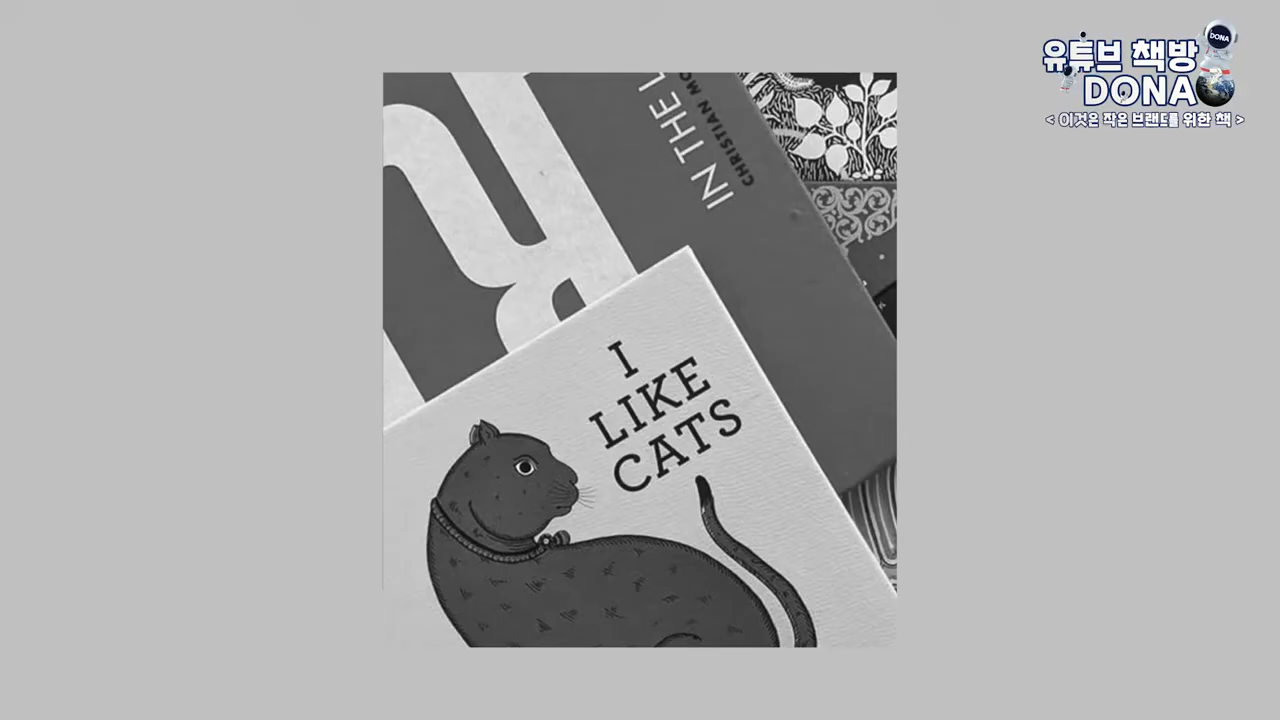 유튜브 책방
DONA
DONA
< 이것은 작은 브랜드를 위한 책 >
IN THE
CHRISTIAN
I
LIKE
CATS